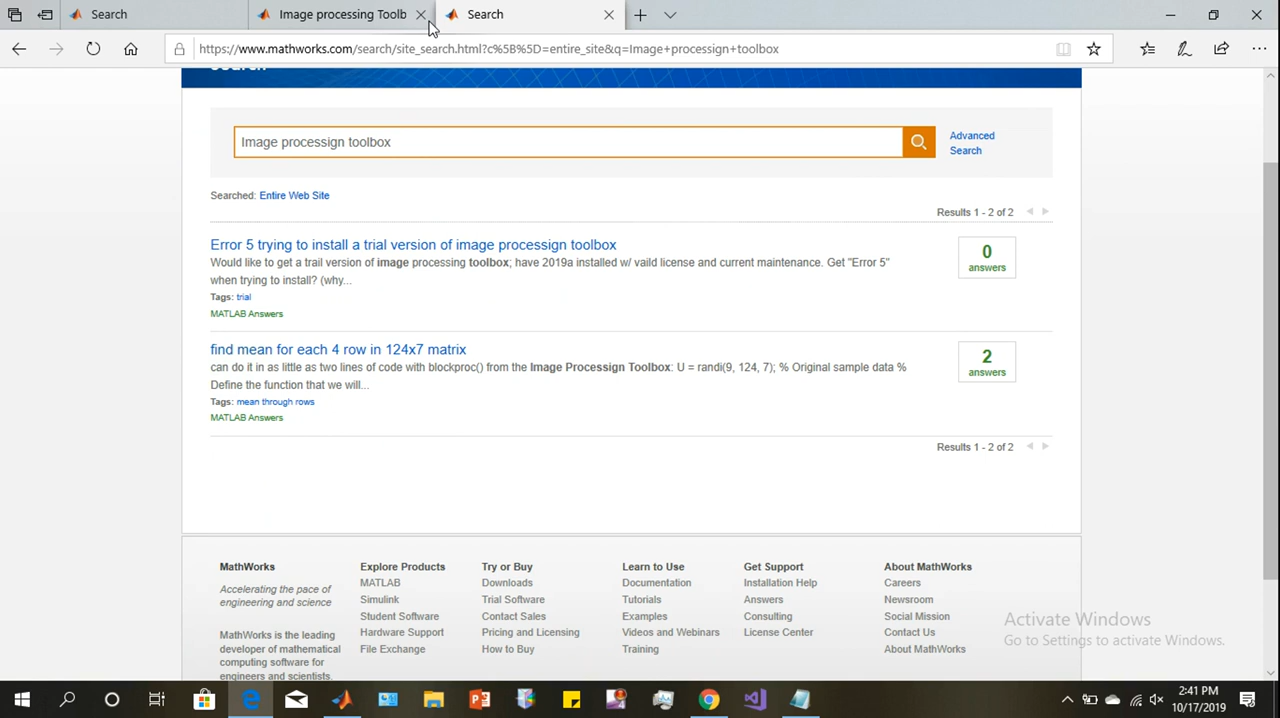 Search
Image processing Toolb
Search
https://www.mathworks.com/search/site_search.html?c%5B%5D=entire_site&q=Image+processign+toolbox
Search
Image processign toolbox
Advanced
Search
Searched: Entire Web Site
Results 1 - 2 of 2
Error 5 trying to install a trial version of image processign toolbox
0
answers
Would like to get a trail version of image processing toolbox; have 2019a installed w/ vaild license and current maintenance. Get "Error 5"
when trying to install? (why...
Tags: trial
MATLAB Answers
find mean for each 4 row in 124x7 matrix
2
answers
can do it in as little as two lines of code with blockproc() from the Image Processign Toolbox: U = randi(9, 124, 7); % Original sample data %
Define the function that we will...
Tags: mean through rows
MATLAB Answers
Results 1 - 2 of 2
MathWorks
Accelerating the pace of
engineering and science
MathWorks is the leading
developer of mathematical
computing software for
engineers and scientists.
Explore Products
MATLAB
Simulink
Student Software
Hardware Support
File Exchange
Try or Buy
Downloads
Trial Software
Contact Sales
Pricing and Licensing
How to Buy
Learn to Use
Documentation
Tutorials
Examples
Videos and Webinars
Training
Get Support
Installation Help
Answers
Consulting
License Center
About MathWorks
Careers
Newsroom
Social Mission
Contact Us
About MathWorks
Activate Windows
Go to Settings to activate Windows.
2:41 PM
10/17/2019